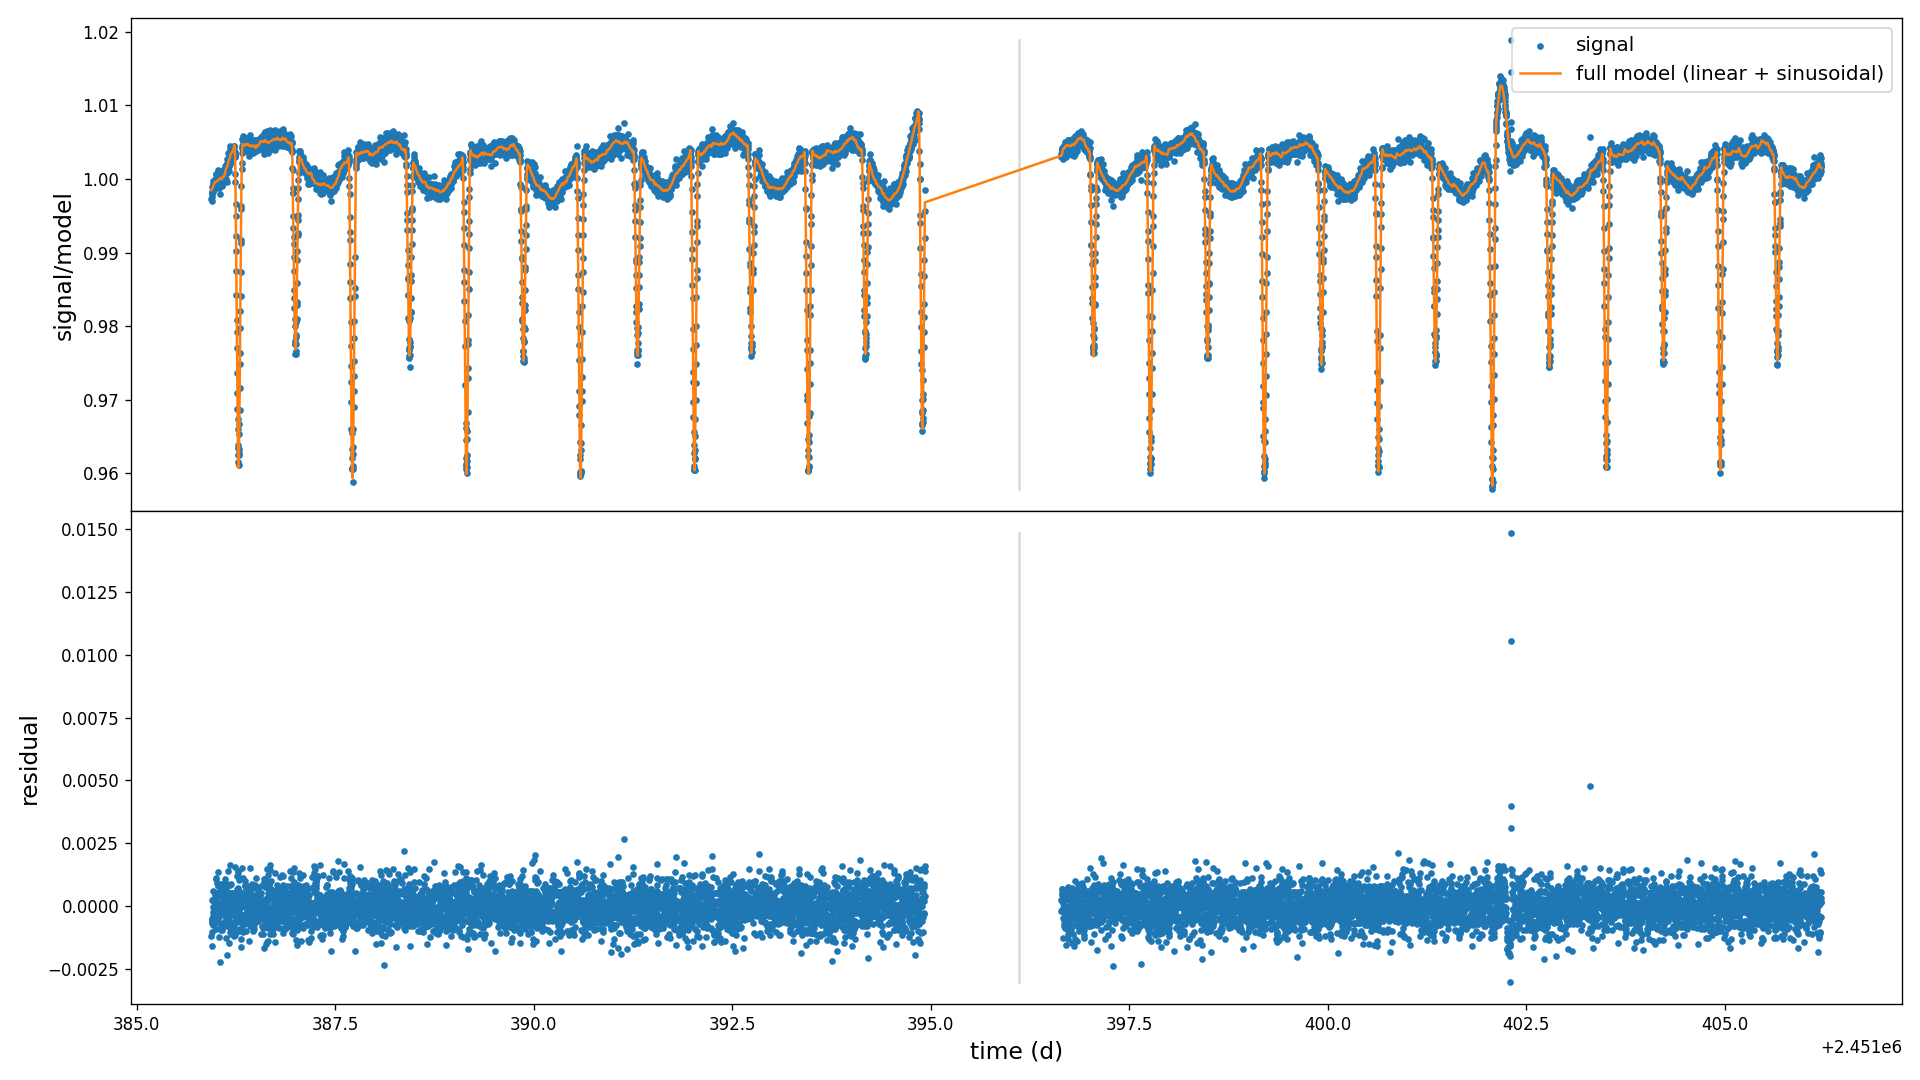 1.02
signal
full model (linear + sinusoidal)
1.01
1.00
0.99
0.98
0.97
0.96
signal/model
0.0150
0.0125
0.0100
0.0075
0.0050
0.0025
0.0000
−0.0025
residual
385.0 387.5 390.0 392.5 395.0 397.5 400.0 402.5 405.0
time (d)
+2.451e6